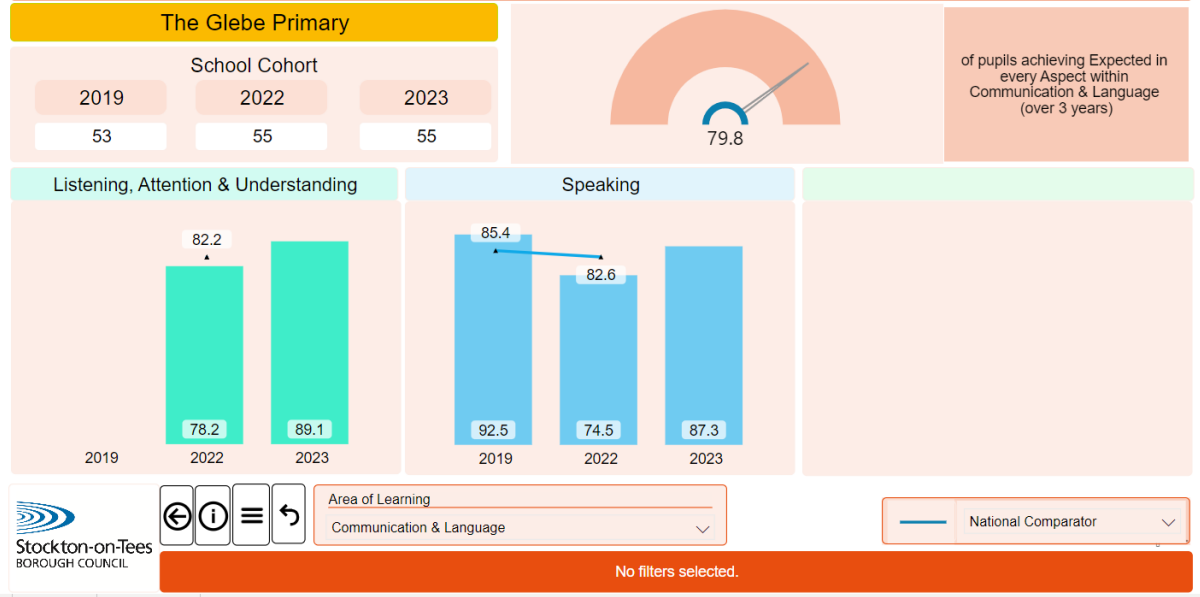 The Glebe Primary
School Cohort
2019 2022 2023
53 55 55
79.8
of pupils achieving Expected in
every Aspect within
Communication & Language
(over 3 years)
Listening, Attention & Understanding
82.2
78.2 89.1
2019 2022 2023
Speaking
85.4
82.6
92.5 74.5 87.3
2019 2022 2023
Stockton-on-Tees
BOROUGH COUNCIL
Area of Learning
Communication & Language
National Comparator
No filters selected.